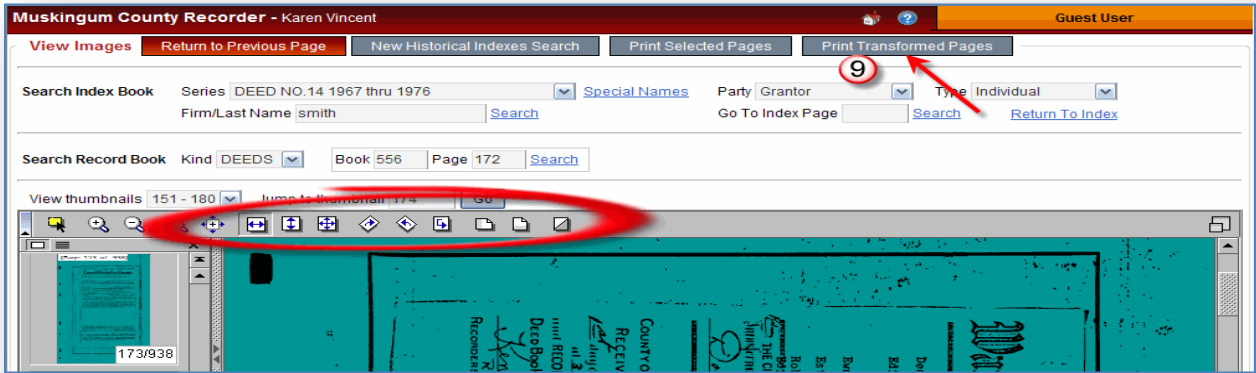 Muskingum County Recorder - Karen Vincent
Guest User
View Images Return to Previous Page New Historical Indexes Search Print Selected Pages Print Transformed Pages
9
Search Index Book Series DEED NO.14 1967 thru 1976 Special Names Party Grantor Type Individual
Firm/Last Name smith Search Go To Index Page Search Return To Index
Search Record Book Kind DEEDS Book 556 Page 172 Search
View thumbnails 151 - 180 Jump to thumbnail 174 Go
173/938
COUNTY O
RECEIV
DEED BOOK
RECORDERS